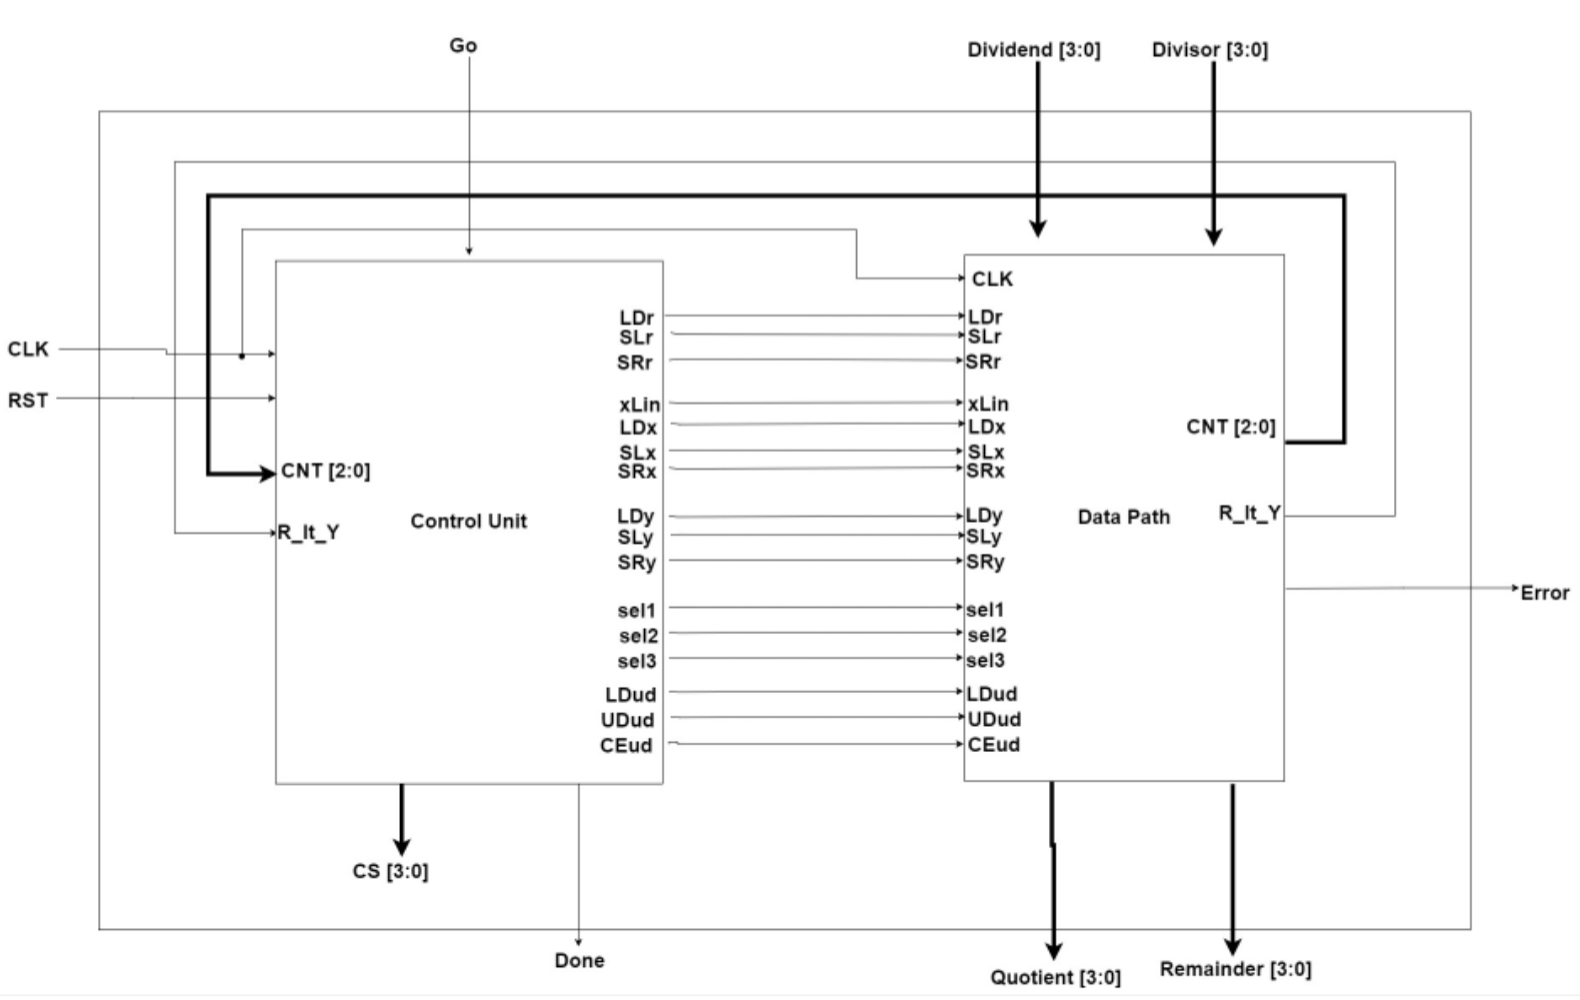 Go
Dividend [3:0]
Divisor [3:0]
CLK
RST
CNT [2:0]
R_lt_Y
Control Unit
LDr
SLr
SRr
xLin
LDx
SLx
SRx
LDy
SLy
SRy
sel1
sel2
sel3
LDud
UDud
CEud
CLK
LDr
SLr
SRr
xLin
LDx
SLx
SRx
LDy
SLy
SRy
sel1
sel2
sel3
LDud
UDud
CEud
Data Path
CNT [2:0]
R_lt_Y
Error
CS [3:0]
Done
Quotient [3:0]
Remainder [3:0]